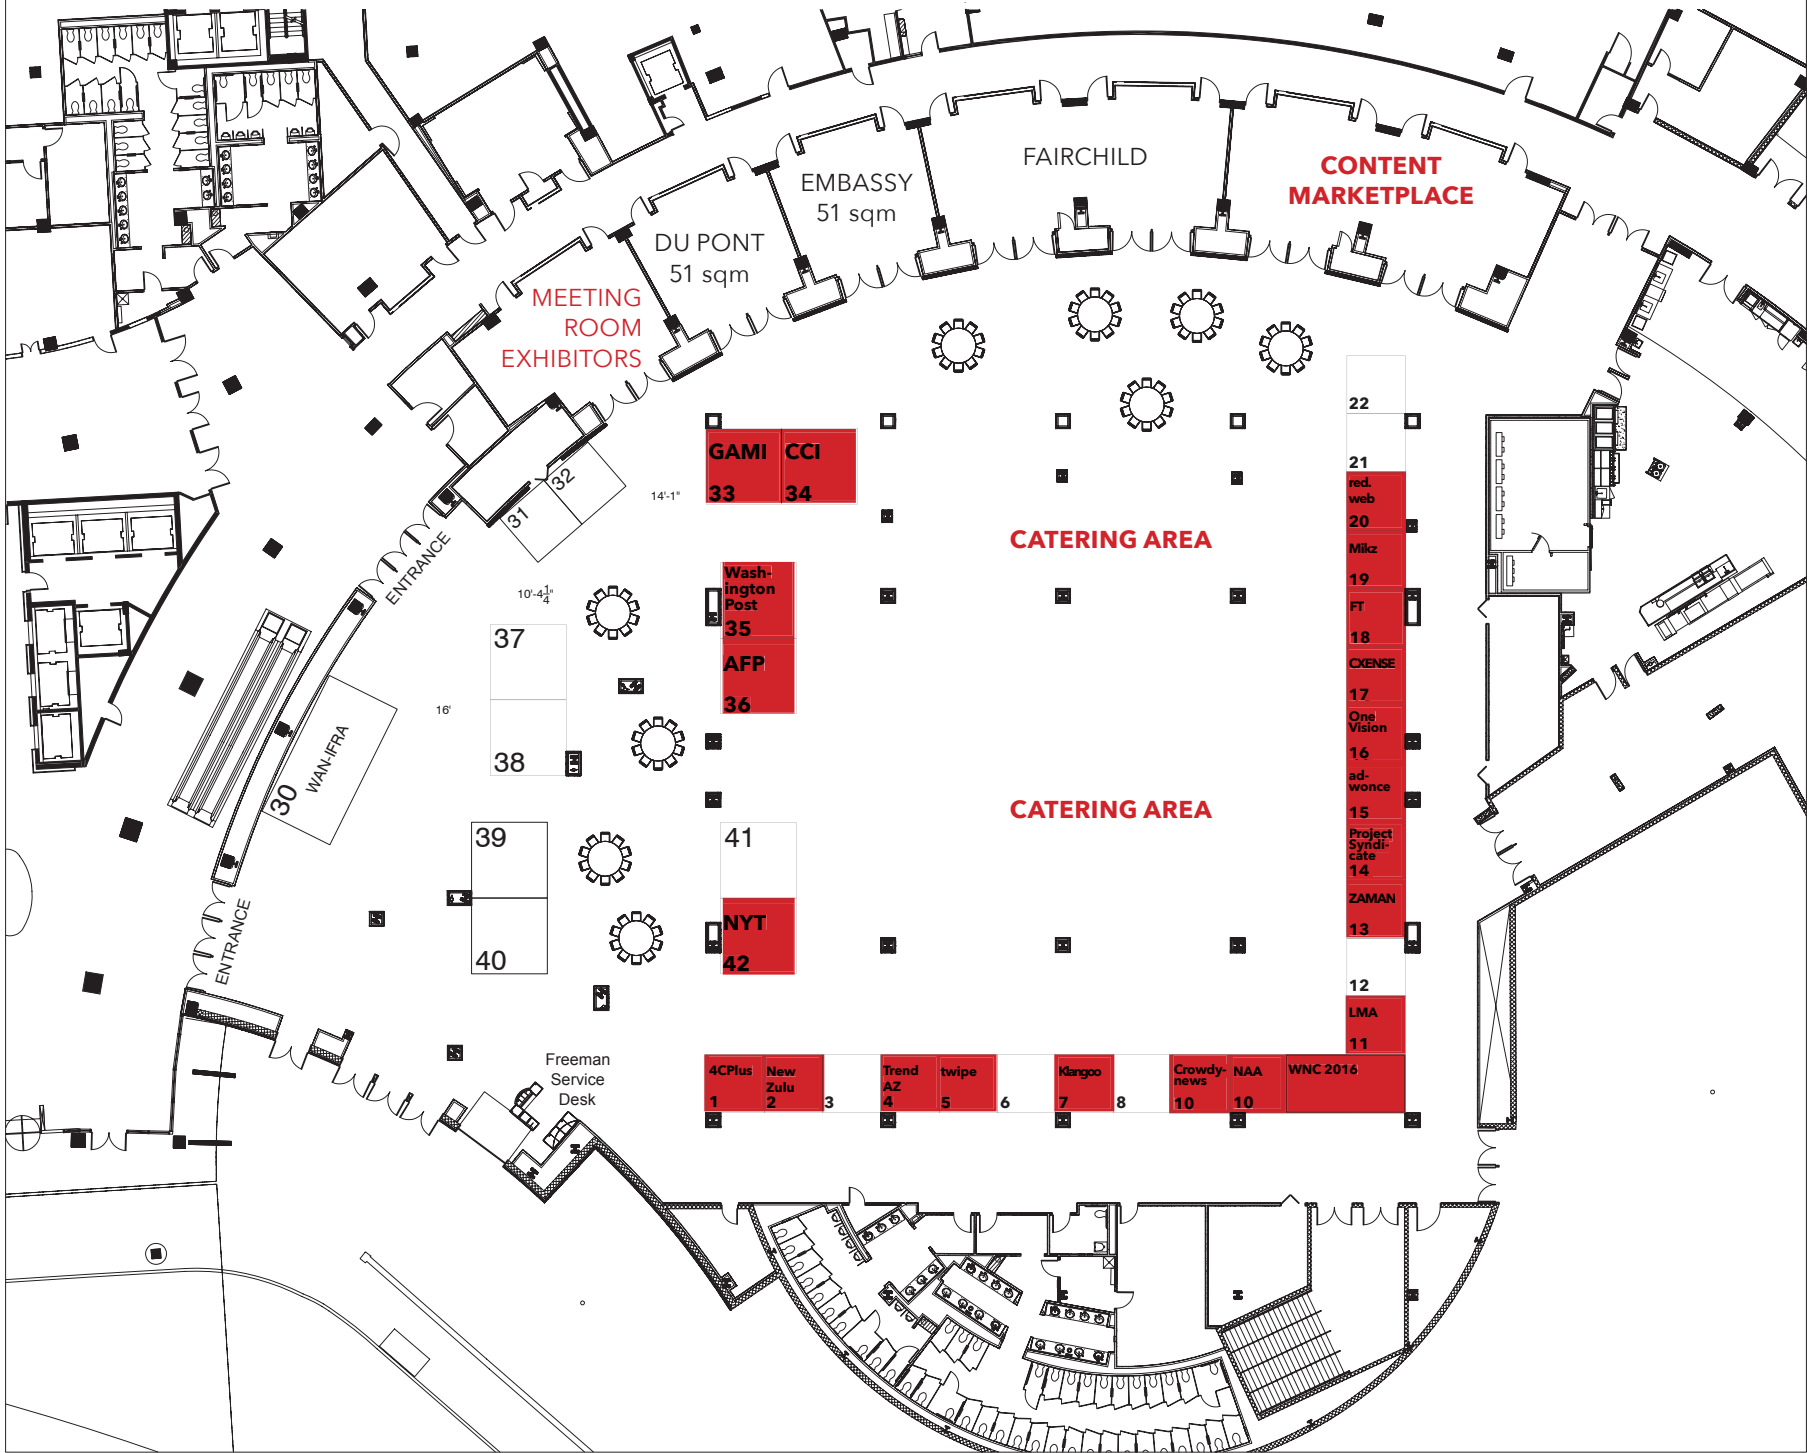 FAIRCHILD
CONTENT
MARKETPLACE
EMBASSY
51 sqm
DU PONT
51 sqm
MEETING
ROOM
EXHIBITORS
22
21
red.
web
20
Mikz
19
FT
18
CXENSE
17
One
Vision
16
ad-
wonce
15
Project
Syndi-
cate
14
ZAMAN
13
12
LMA
11
GAMI
33
CCI
34
32
31
14'-1"
CATERING AREA
ENTRANCE
10'-4¼"
Wash-
ington
Post
35
AFP
36
37
38
16'
WAN-IFRA
30
CATERING AREA
39
40
41
NYT
42
ENTRANCE
Freeman
Service
Desk
4CPlus
1
New
Zulu
2
3
Trend
AZ
4
twipe
5
6
Klangoo
7
8
Crowdy-
news
10
NAA
10
WNC 2016